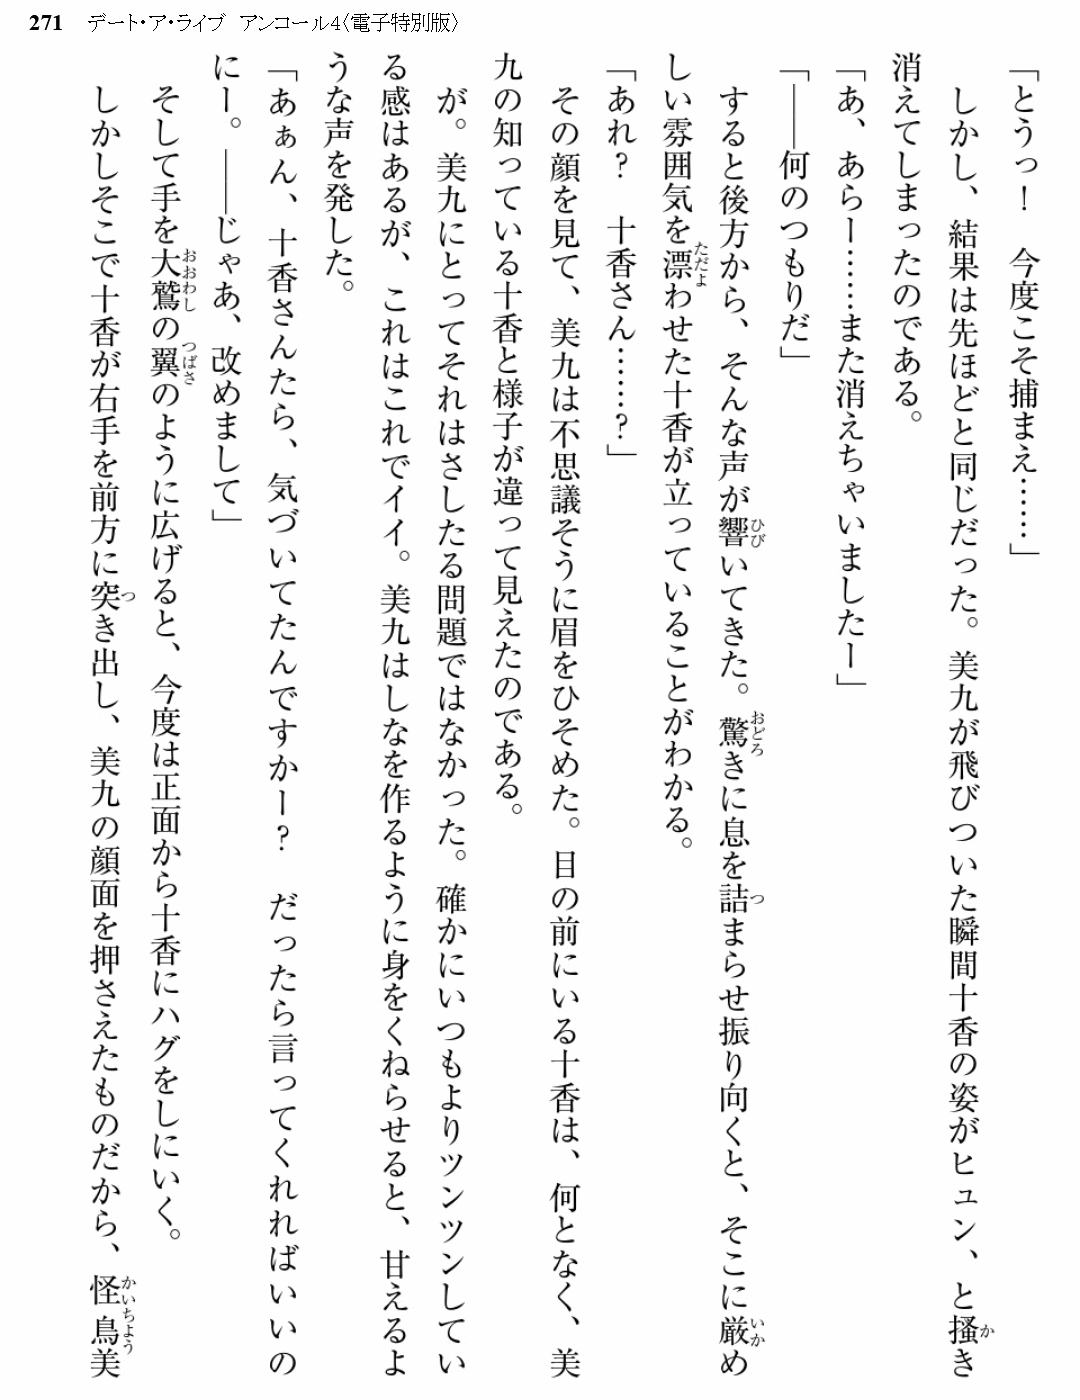 271 デート・ア・ライブ アンコール4〈電子特別版〉
「とうっ！　今度こそ捕まえ……」
　しかし、結果は先ほどと同じだった。美九が飛びついた瞬間十香の姿がヒュン、と掻き
消えてしまったのである。
「あ、あらー……また消えちゃいましたー」
「――何のつもりだ」
　すると後方から、そんな声が響いてきた。驚きに息を詰まらせ振り向くと、そこに厳め
しい雰囲気を漂わせた十香が立っていることがわかる。
「あれ？　十香さん……？」
　その顔を見て、美九は不思議そうに眉をひそめた。目の前にいる十香は、何となく、美
九の知っている十香と様子が違って見えたのである。
　が。美九にとってそれはさしたる問題ではなかった。確かにいつもよりツンツンしてい
る感はあるが、これはこれでイイ。美九はしなを作るように身をくねらせると、甘えるよ
うな声を発した。
「あぁん、十香さんたら、気づいてたんですかー？　だったら言ってくれればいいの
にー。――じゃあ、改めまして」
　そして手を大鷲の翼のように広げると、今度は正面から十香にハグをしにいく。
　しかしそこで十香が右手を前方に突き出し、美九の顔面を押さえたものだから、怪鳥美